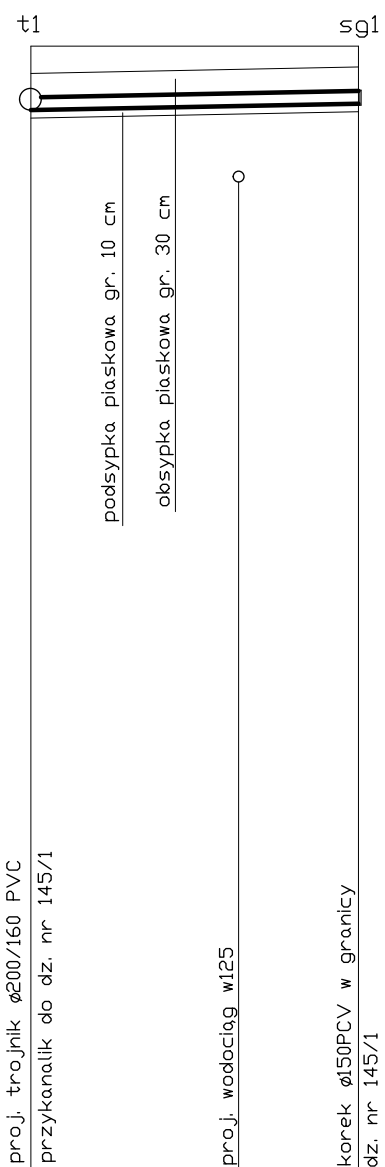 t1
sg1
podsypka piaskowa gr. 10 cm
obsypka piaskowa gr. 30 cm
proj. trojnik ø200/160 PVC
przykanalik do dz. nr 145/1
proj. wodociąg w125
korek ø150PCV w granicy
dz. nr 145/1